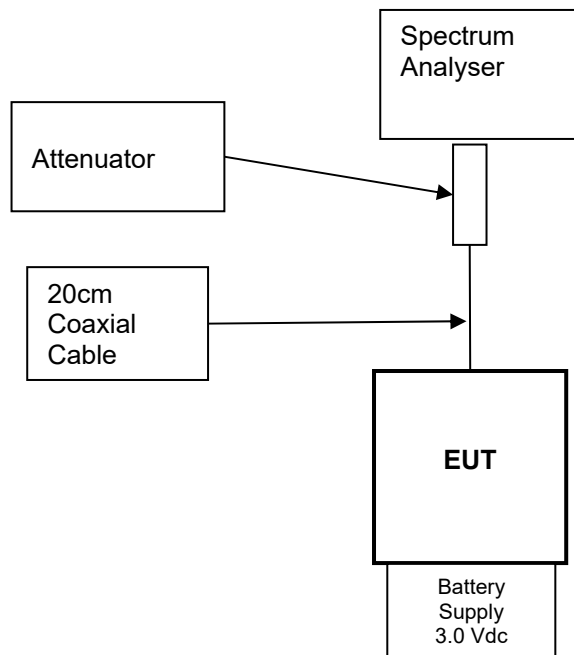 Spectrum
Analyser
Attenuator
20cm
Coaxial
Cable
EUT
Battery
Supply
3.0 Vdc